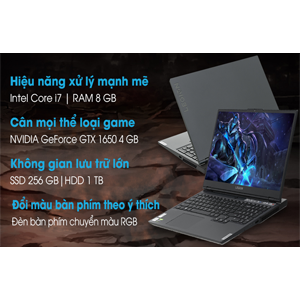 Hiệu năng xử lý mạnh mẽ
Intel Core i7 | RAM 8 GB
Cân mọi thể loại game
NVIDIA GeForce GTX 1650 4 GB
Không gian lưu trữ lớn
SSD 256 GB|HDD 1 TB
Đổi màu bàn phím theo ý thích
Đèn bàn phím chuyển màu RGB